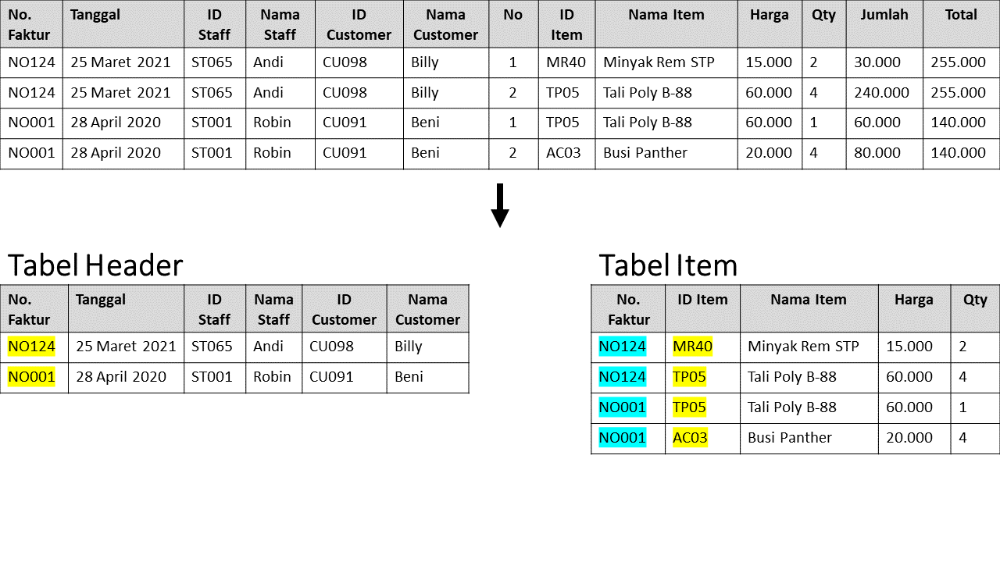 No. Faktur Tanggal ID Staff Nama Staff ID Customer Nama Customer No ID Item Nama Item Harga Qty Jumlah Total
NO124 25 Maret 2021 ST065 Andi CU098 Billy 1 MR40 Minyak Rem STP 15.000 2 30.000 255.000
NO124 25 Maret 2021 ST065 Andi CU098 Billy 2 TP05 Tali Poly B-88 60.000 4 240.000 255.000
NO001 28 April 2020 ST001 Robin CU091 Beni 1 TP05 Tali Poly B-88 60.000 1 60.000 140.000
NO001 28 April 2020 ST001 Robin CU091 Beni 2 AC03 Busi Panther 20.000 4 80.000 140.000
Tabel Header
No. Faktur Tanggal ID Staff Nama Staff ID Customer Nama Customer
NO124 25 Maret 2021 ST065 Andi CU098 Billy
NO001 28 April 2020 ST001 Robin CU091 Beni
Tabel Item
No. Faktur ID Item Nama Item Harga Qty
NO124 MR40 Minyak Rem STP 15.000 2
NO124 TP05 Tali Poly B-88 60.000 4
NO001 TP05 Tali Poly B-88 60.000 1
NO001 AC03 Busi Panther 20.000 4